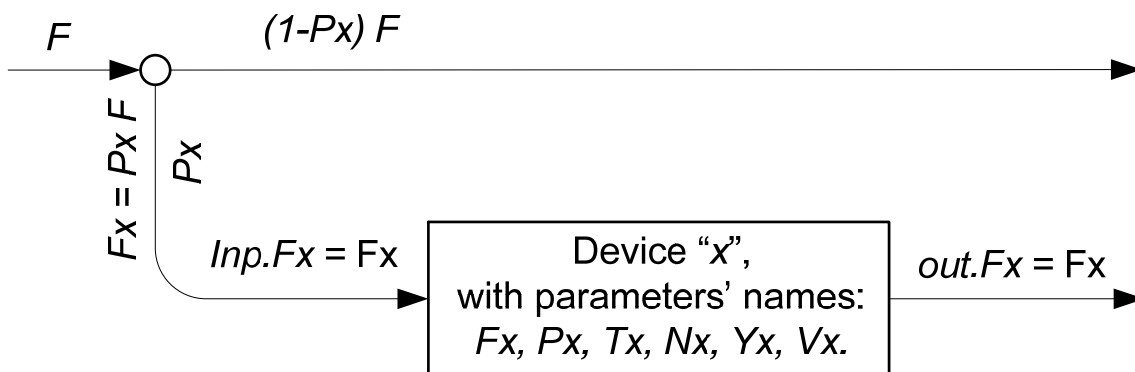 F
(1-Px) F
Fx = Px F
Px
Inp.Fx = Fx
Device “x”,
with parameters’ names:
Fx, Px, Tx, Nx, Yx, Vx.
out.Fx = Fx